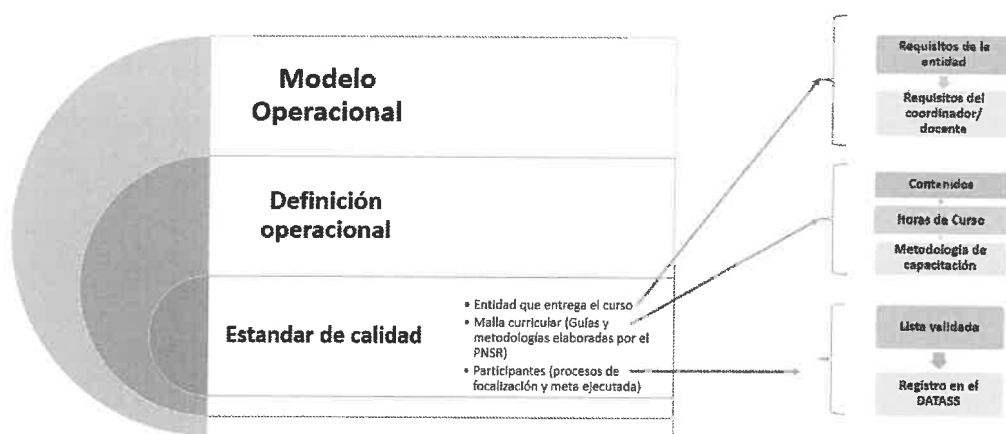 Modelo
Operacional
Definición
operacional
Estandar de calidad
• Entidad que entrega el curso
• Malla curricular (Guías y
metodologías elaboradas por el
PNSR)
• Participantes (procesos de
focalización y meta ejecutada)
Requisitos de la
entidad
Requisitos del
coordinador/
docente
Contenidos
Horas de Curso
Metodología de
capacitación
Lista validada
Registro en el
DATASS